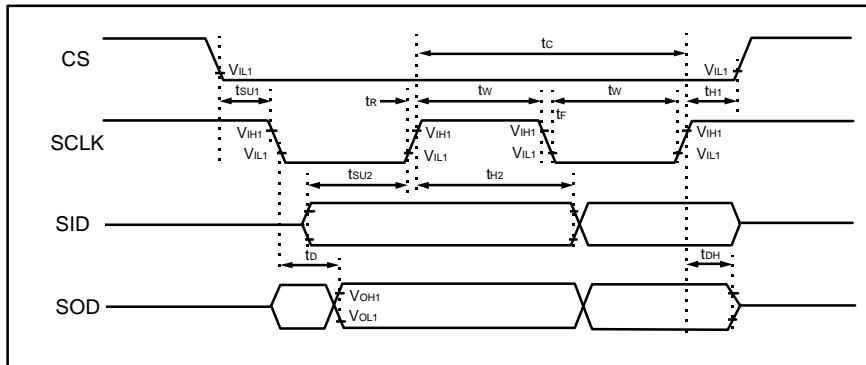 tC
CS
VIL1
VIL1
tSU1
tR
tW
tW
tH1
tF
SCLK
VIH1
VIH1
VIH1
VIH1
VIL1
VIL1
VIL1
VIL1
tSU2
tH2
SID
tD
tDH
SOD
VOH1
VOL1